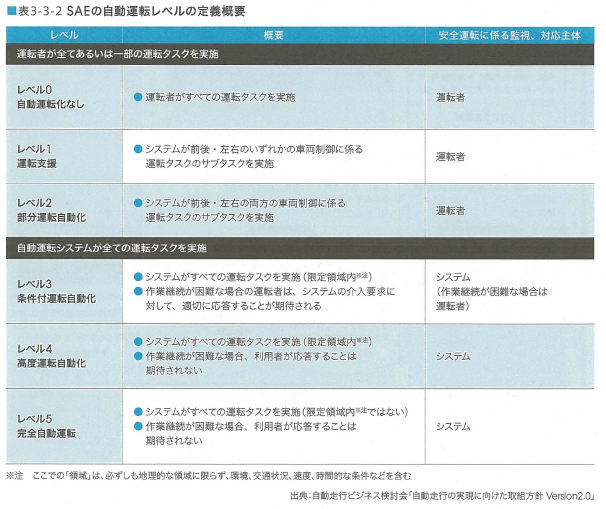 ■表3-3-2 SAEの自動運転レベルの定義概要
レベル 概要 安全運転に係る監視、対応主体
運転者が全てあるいは一部の運転タスクを実施
レベル0
自動運転化なし
● 運転者がすべての運転タスクを実施
運転者
レベル1
運転支援
● システムが前後・左右のいずれかの車両制御に係る
運転タスクのサブタスクを実施
運転者
レベル2
部分運転自動化
● システムが前後・左右の両方の車両制御に係る
運転タスクのサブタスクを実施
運転者
自動運転システムが全ての運転タスクを実施
レベル3
条件付運転自動化
● システムがすべての運転タスクを実施（限定領域内※注）
● 作業継続が困難な場合の運転者は、システムの介入要求に
対して、適切に応答することが期待される
システム
（作業継続が困難な場合は
運転者）
レベル4
高度運転自動化
● システムがすべての運転タスクを実施（限定領域内※注）
● 作業継続が困難な場合、利用者が応答することは
期待されない
システム
レベル5
完全自動運転
● システムがすべての運転タスクを実施（限定領域内※注ではない）
● 作業継続が困難な場合、利用者が応答することは
期待されない
システム
※注 ここでの「領域」は、必ずしも地理的な領域に限らず、環境、交通状況、速度、時間的な条件などを含む
出典：自動走行ビジネス検討会「自動走行の実現に向けた取組方針 Version2.0」